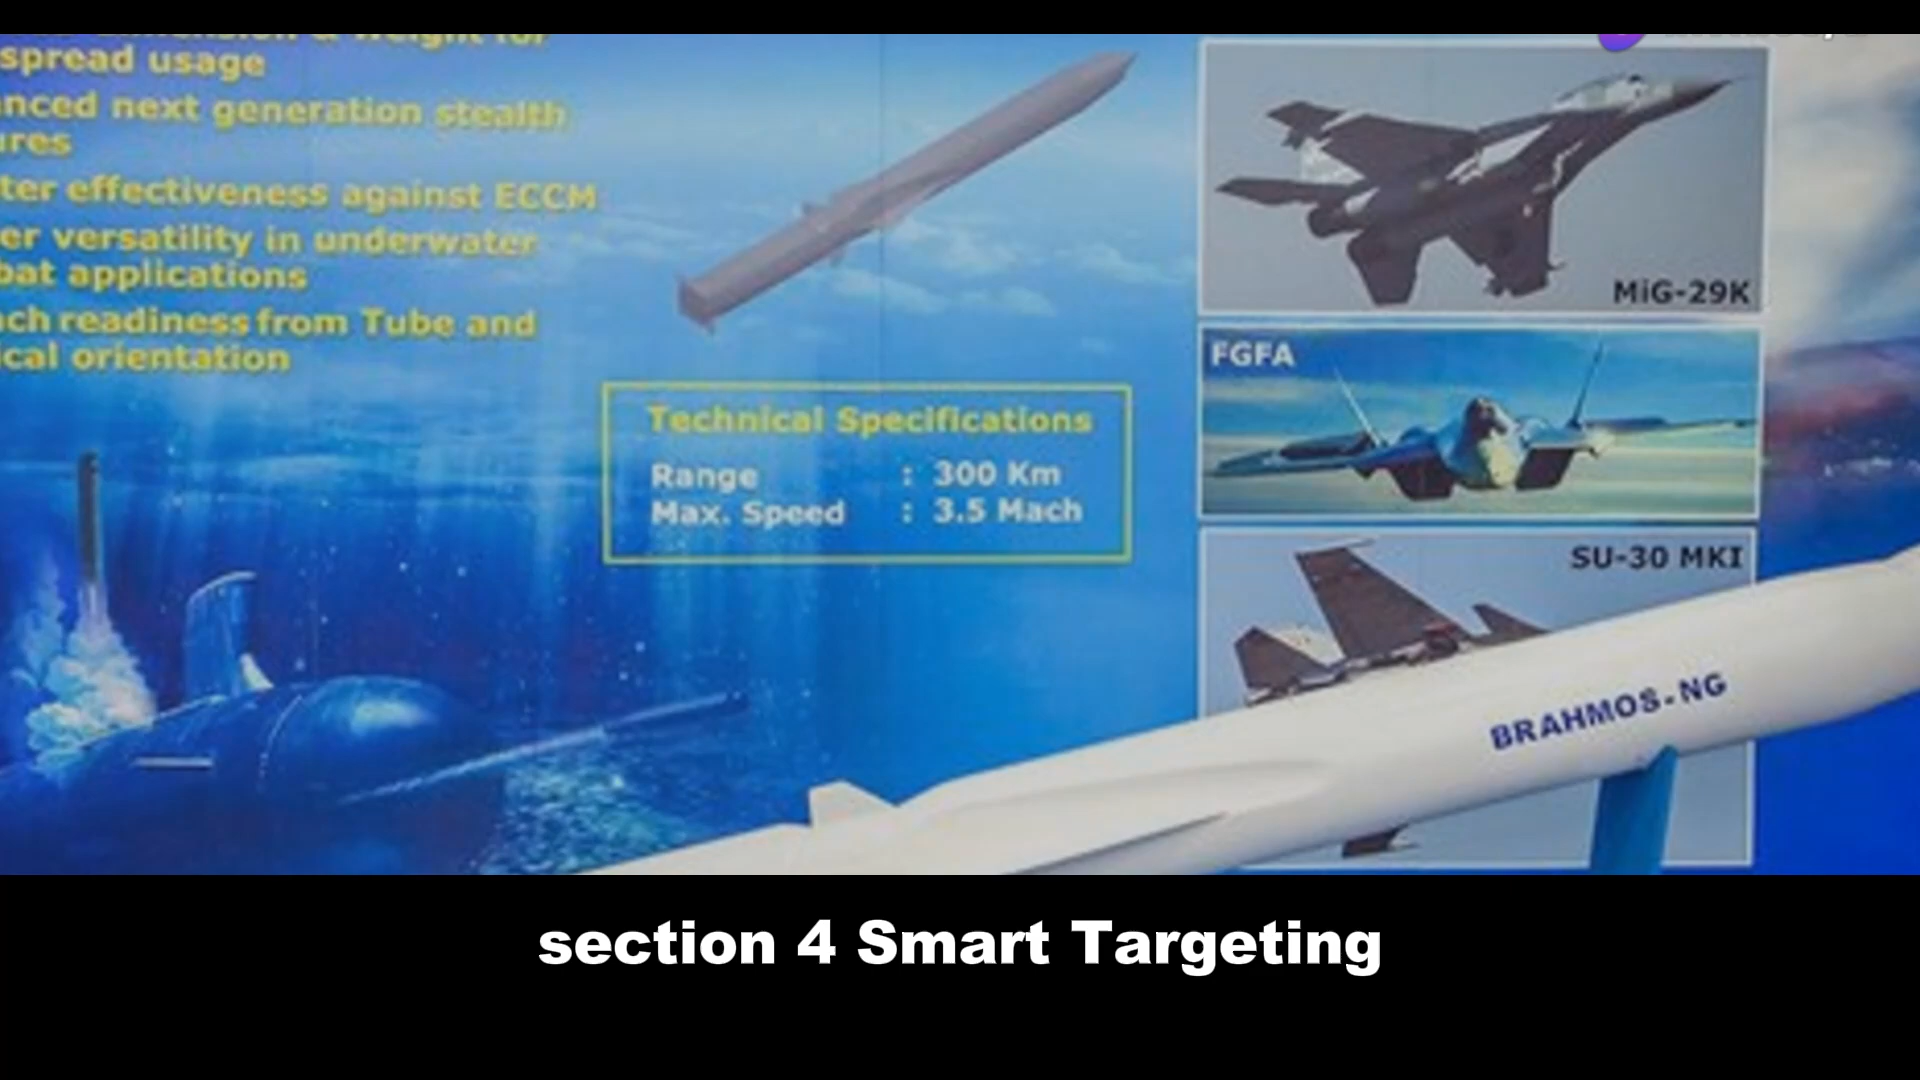 spread usage
anced next generation stealth
ures
ter effectiveness against ECCM
er versatility in underwater
bat applications
ch readiness from Tube and
ical orientation
Technical Specifications
Range : 300 Km
Max. Speed : 3.5 Mach
MiG-29K
FGFA
SU-30 MKI
BRAHMOS-NG
section 4 Smart Targeting